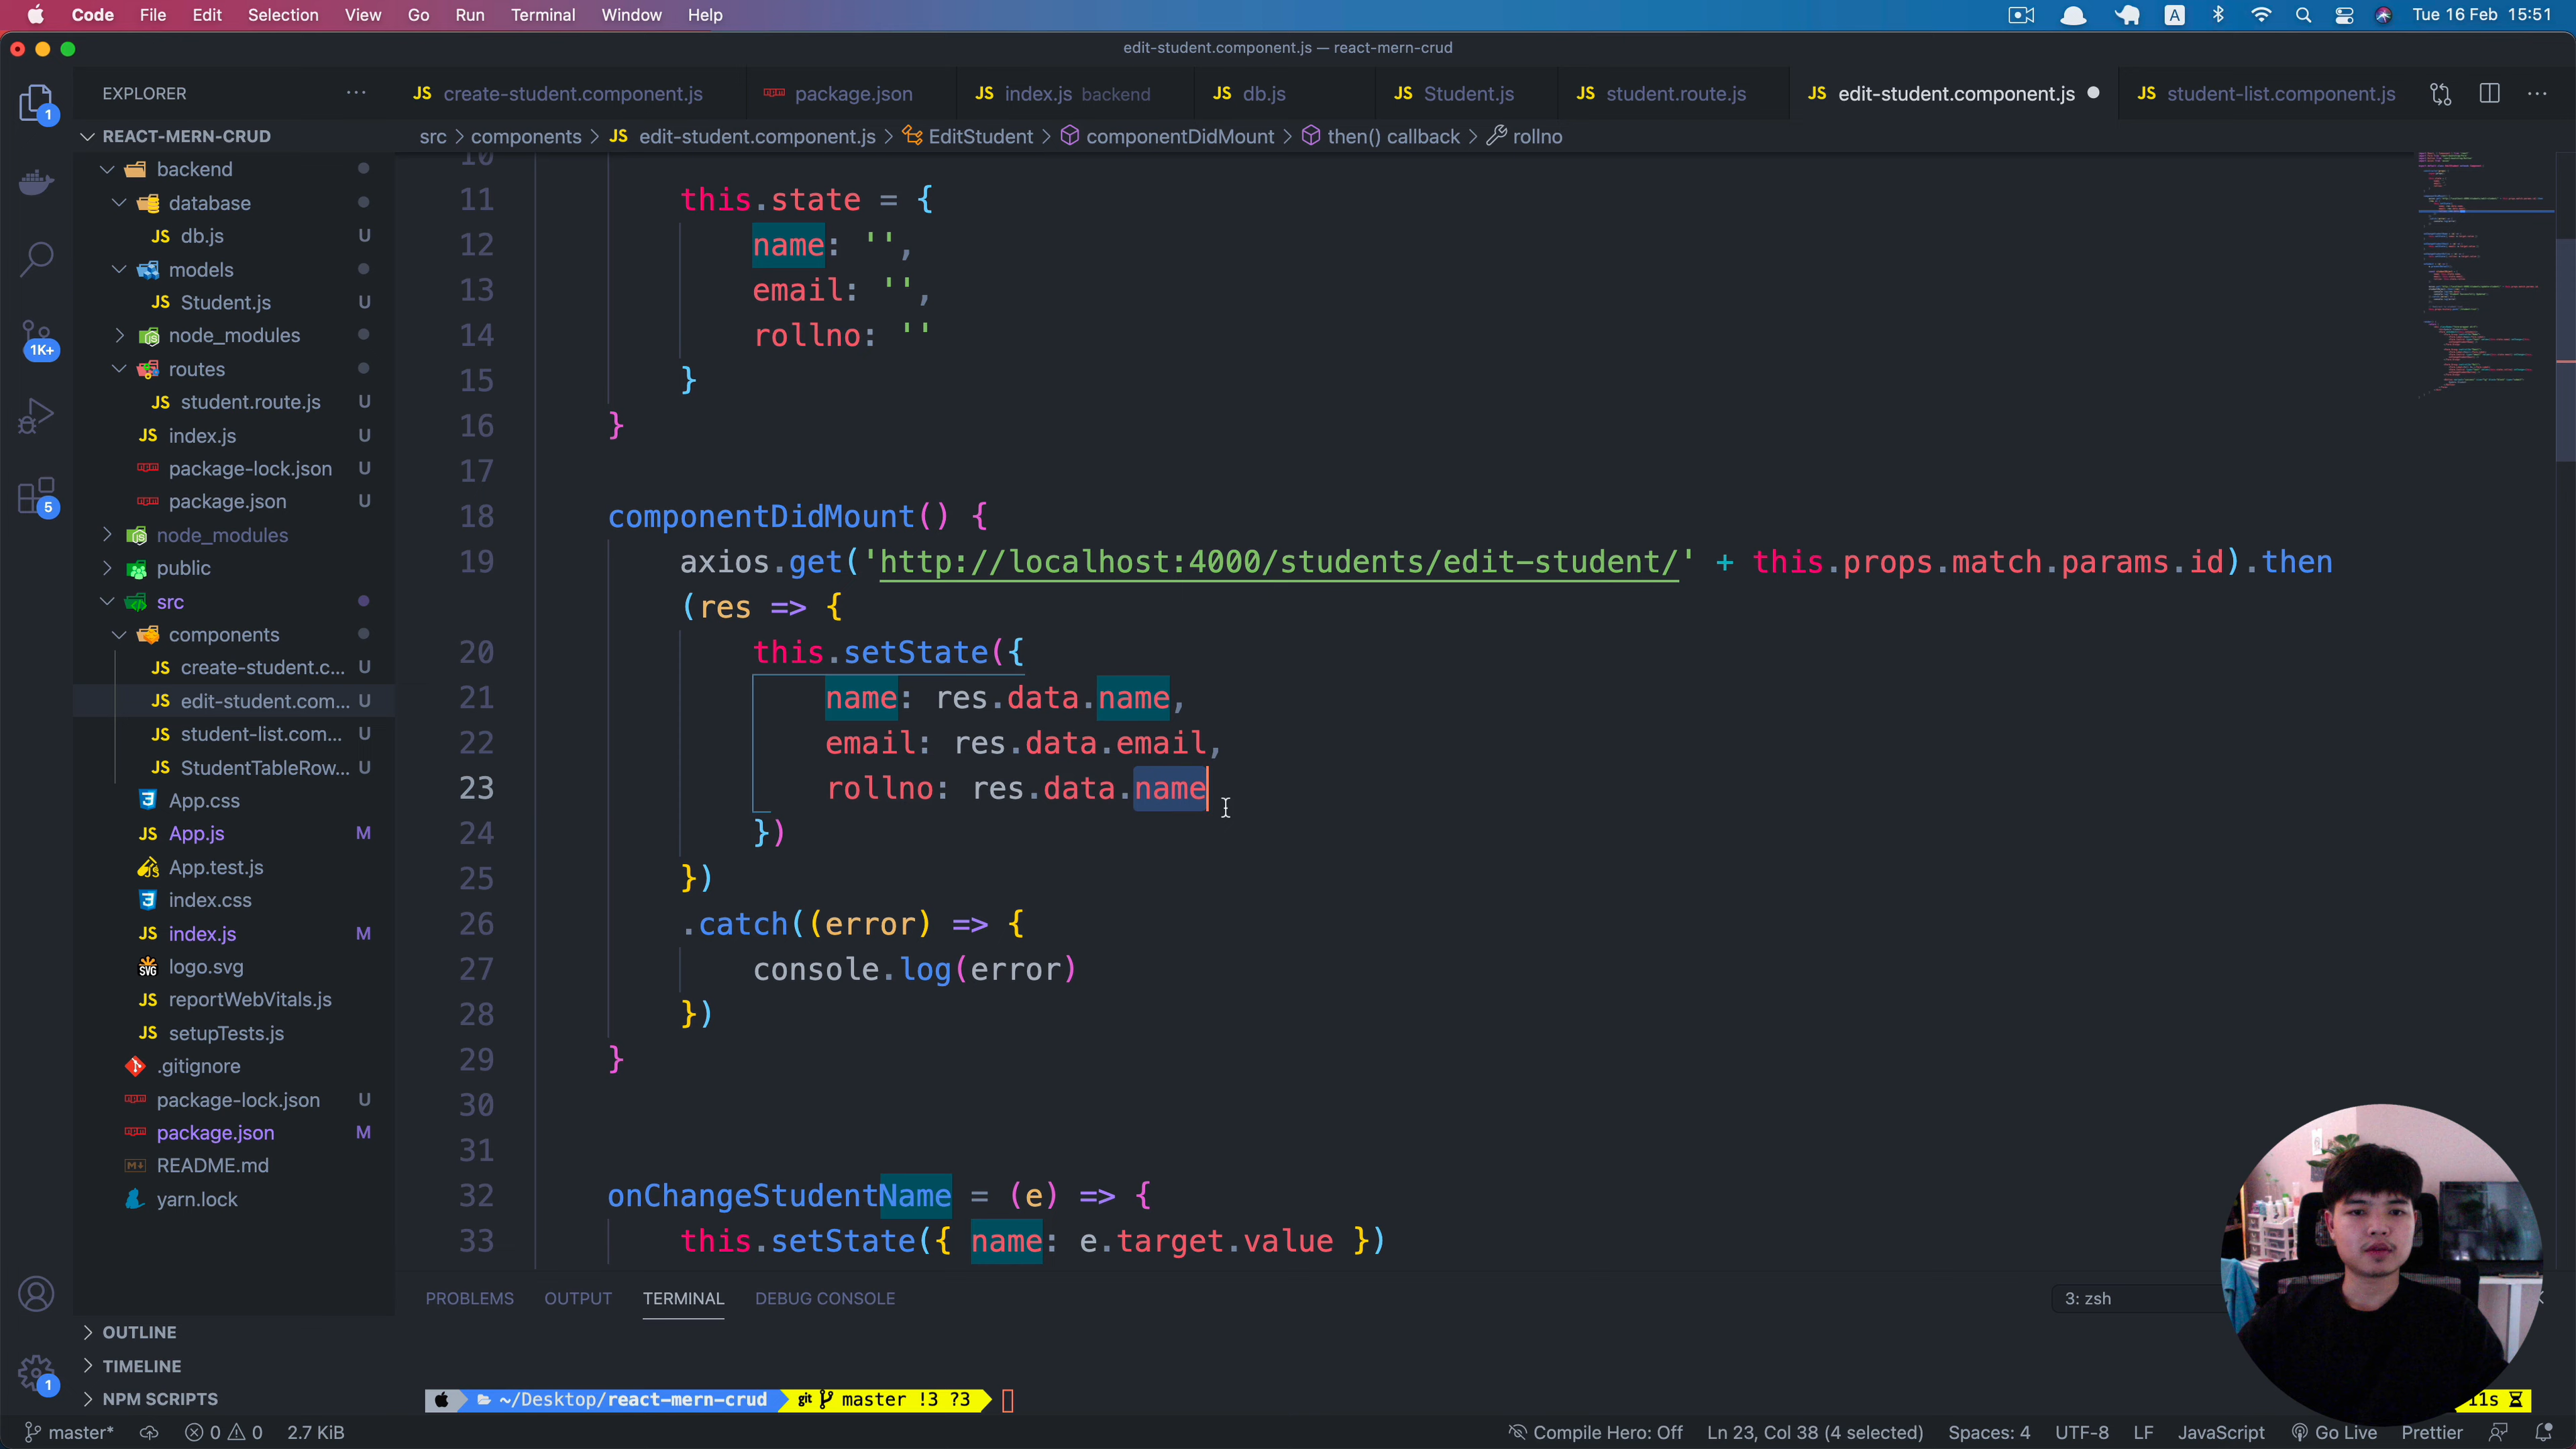 Code File Edit Selection View Go Run Terminal Window Help A Tue 16 Feb 15:51
edit-student.component.js — react-mern-crud
1
EXPLORER ···
JS create-student.component.js package.json JS index.js backend JS db.js JS Student.js JS student.route.js JS edit-student.component.js JS student-list.component.js ···
REACT-MERN-CRUD
src > components > JS edit-student.component.js > EditStudent > componentDidMount > then() callback > rollno
backend
database
JS db.js U
models
JS Student.js U
node_modules
routes
JS student.route.js U
JS index.js U
package-lock.json U
package.json U
node_modules
public
src
components
JS create-student.c... U
JS edit-student.com... U
JS student-list.com... U
JS StudentTableRow... U
App.css
JS App.js M
App.test.js
index.css
JS index.js M
SVG logo.svg
JS reportWebVitals.js
JS setupTests.js
.gitignore
package-lock.json U
package.json M
README.md
yarn.lock
OUTLINE
TIMELINE
NPM SCRIPTS
1K+
5
1
10
11 this.state = {
12 name: '',
13 email: '',
14 rollno: ''
15 }
16 }
17
18 componentDidMount() {
19 axios.get('http://localhost:4000/students/edit-student/' + this.props.match.params.id).then
(res => {
20 this.setState({
21 name: res.data.name,
22 email: res.data.email,
23 rollno: res.data.name
24 })
25 })
26 .catch((error) => {
27 console.log(error)
28 })
29 }
30
31
32 onChangeStudentName = (e) => {
33 this.setState({ name: e.target.value })
PROBLEMS OUTPUT TERMINAL DEBUG CONSOLE 3: zsh
~/Desktop/react-mern-crud git master !3 ?3 11s
master* 0 0 2.7 KiB Compile Hero: Off Ln 23, Col 38 (4 selected) Spaces: 4 UTF-8 LF JavaScript Go Live Prettier